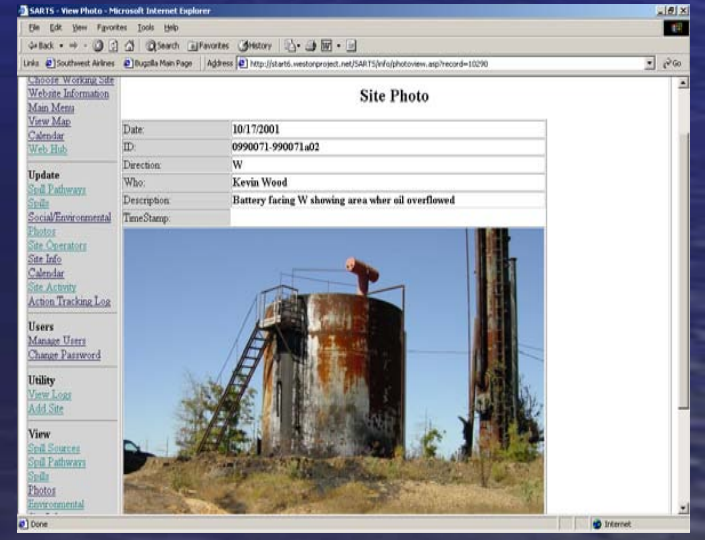 SARTS - View Photo - Microsoft Internet Explorer
File Edit View Favorites Tools Help
Back Search Favorites History
Links Southwest Airlines Bugzilla Main Page Address http://start6.westonproject.net/SARTS/info/photoview.asp?record=10290 Go
Choose Working Site
Website Information
Main Menu
View Map
Calendar
Web Hub
Update
Spill Pathways
Spills
Social/Environmental
Photos
Site Operators
Site Info
Calendar
Site Activity
Action Tracking Log
Users
Manage Users
Change Password
Utility
View Logs
Add Site
View
Spill Sources
Spill Pathways
Spills
Photos
Environmental
Site Photo
Date: 10/17/2001
ID: 0990071-990071a02
Direction: W
Who: Kevin Wood
Description: Battery facing W showing area wher oil overflowed
TimeStamp:
Done Internet